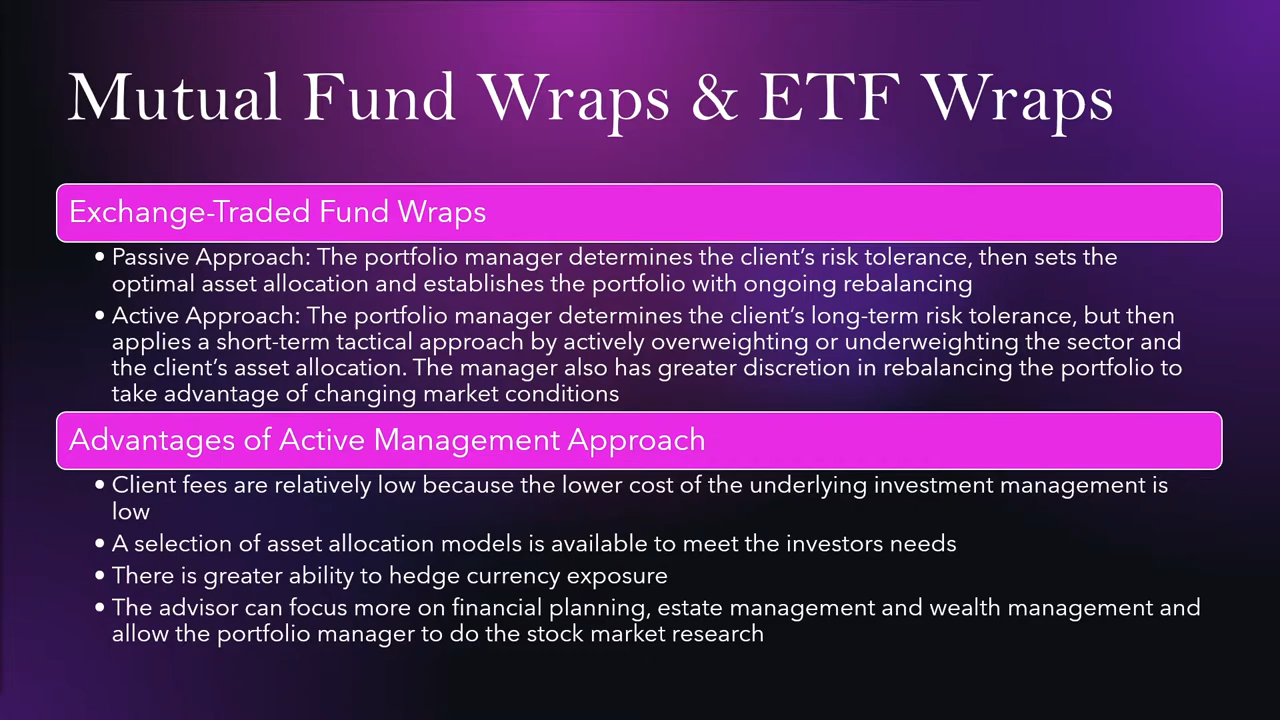 Mutual Fund Wraps & ETF Wraps
Exchange-Traded Fund Wraps
• Passive Approach: The portfolio manager determines the client’s risk tolerance, then sets the
optimal asset allocation and establishes the portfolio with ongoing rebalancing
• Active Approach: The portfolio manager determines the client’s long-term risk tolerance, but then
applies a short-term tactical approach by actively overweighting or underweighting the sector and
the client’s asset allocation. The manager also has greater discretion in rebalancing the portfolio to
take advantage of changing market conditions
Advantages of Active Management Approach
• Client fees are relatively low because the lower cost of the underlying investment management is
low
• A selection of asset allocation models is available to meet the investors needs
• There is greater ability to hedge currency exposure
• The advisor can focus more on financial planning, estate management and wealth management and
allow the portfolio manager to do the stock market research